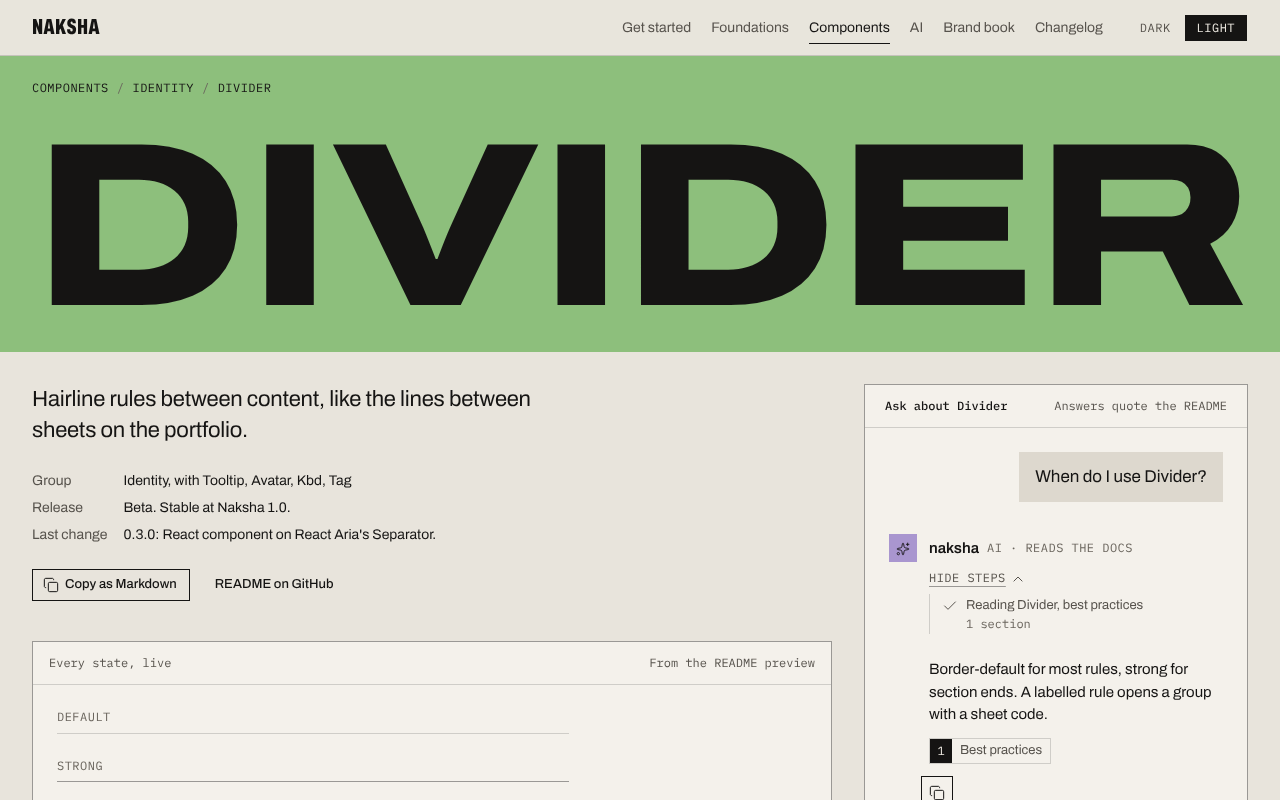 NAKSHA
Get started
Foundations
Components
AI
Brand book
Changelog
DARK
LIGHT
COMPONENTS / IDENTITY / DIVIDER
DIVIDER
Hairline rules between content, like the lines between
sheets on the portfolio.
Group
Identity, with Tooltip, Avatar, Kbd, Tag
Release
Beta. Stable at Naksha 1.0.
Last change
0.3.0: React component on React Aria's Separator.
Copy as Markdown
README on GitHub
Every state, live
From the README preview
DEFAULT
STRONG
Ask about Divider
Answers quote the README
When do I use Divider?
naksha AI · READS THE DOCS
HIDE STEPS
Reading Divider, best practices
1 section
Border-default for most rules, strong for
section ends. A labelled rule opens a group
with a sheet code.
1 Best practices